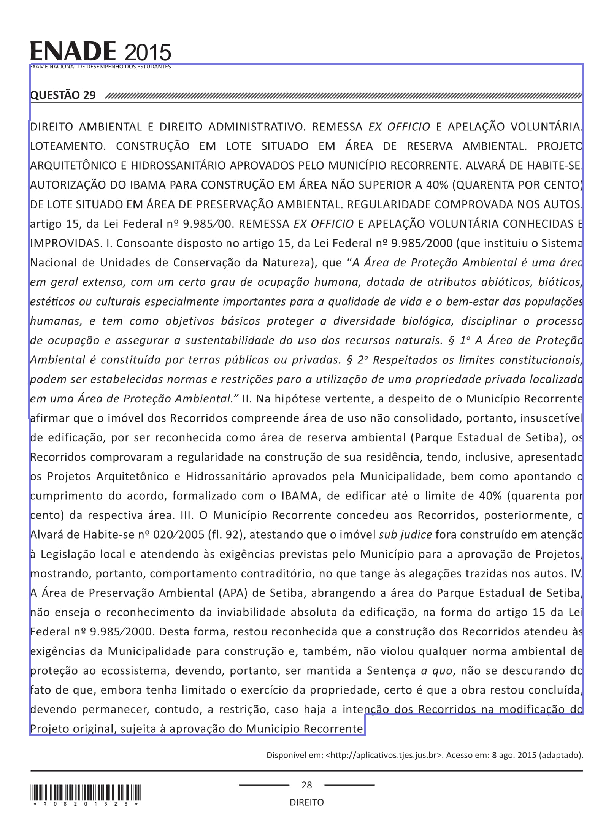 ENADE 2015
EXAME NACIONAL DE DESEMPENHO DOS ESTUDANTES
QUESTÃO 29
DIREITO AMBIENTAL E DIREITO ADMINISTRATIVO. REMESSA EX OFFICIO E APELAÇÃO VOLUNTÁRIA.
LOTEAMENTO. CONSTRUÇÃO EM LOTE SITUADO EM ÁREA DE RESERVA AMBIENTAL. PROJETO
ARQUITETÔNICO E HIDROSSANITÁRIO APROVADOS PELO MUNICÍPIO RECORRENTE. ALVARÁ DE HABITE-SE.
AUTORIZAÇÃO DO IBAMA PARA CONSTRUÇÃO EM ÁREA NÃO SUPERIOR A 40% (QUARENTA POR CENTO)
DE LOTE SITUADO EM ÁREA DE PRESERVAÇÃO AMBIENTAL. REGULARIDADE COMPROVADA NOS AUTOS.
artigo 15, da Lei Federal nº 9.985/00. REMESSA EX OFFICIO E APELAÇÃO VOLUNTÁRIA CONHECIDAS E
IMPROVIDAS. I. Consoante disposto no artigo 15, da Lei Federal nº 9.985/2000 (que instituiu o Sistema
Nacional de Unidades de Conservação da Natureza), que "A Área de Proteção Ambiental é uma área
em geral extensa, com um certo grau de ocupação humana, dotada de atributos abióticos, bióticos,
estéticos ou culturais especialmente importantes para a qualidade de vida e o bem-estar das populações
humanas, e tem como objetivos básicos proteger a diversidade biológica, disciplinar o processo
de ocupação e assegurar a sustentabilidade do uso dos recursos naturais. § 1º A Área de Proteção
Ambiental é constituída por terras públicas ou privadas. § 2º Respeitados os limites constitucionais,
podem ser estabelecidas normas e restrições para a utilização de uma propriedade privada localizada
em uma Área de Proteção Ambiental." II. Na hipótese vertente, a despeito de o Município Recorrente
afirmar que o imóvel dos Recorridos compreende área de uso não consolidado, portanto, insuscetível
de edificação, por ser reconhecida como área de reserva ambiental (Parque Estadual de Setiba), os
Recorridos comprovaram a regularidade na construção de sua residência, tendo, inclusive, apresentado
os Projetos Arquitetônico e Hidrossanitário aprovados pela Municipalidade, bem como apontando o
cumprimento do acordo, formalizado com o IBAMA, de edificar até o limite de 40% (quarenta por
cento) da respectiva área. III. O Município Recorrente concedeu aos Recorridos, posteriormente, o
Alvará de Habite-se nº 020/2005 (fl. 92), atestando que o imóvel sub judice fora construído em atenção
à Legislação local e atendendo às exigências previstas pelo Município para a aprovação de Projetos,
mostrando, portanto, comportamento contraditório, no que tange às alegações trazidas nos autos. IV.
A Área de Preservação Ambiental (APA) de Setiba, abrangendo a área do Parque Estadual de Setiba,
não enseja o reconhecimento da inviabilidade absoluta da edificação, na forma do artigo 15 da Lei
Federal nº 9.985/2000. Desta forma, restou reconhecida que a construção dos Recorridos atendeu às
exigências da Municipalidade para construção e, também, não violou qualquer norma ambiental de
proteção ao ecossistema, devendo, portanto, ser mantida a Sentença a quo, não se descurando do
fato de que, embora tenha limitado o exercício da propriedade, certo é que a obra restou concluída,
devendo permanecer, contudo, a restrição, caso haja a intenção dos Recorridos na modificação do
Projeto original, sujeita à aprovação do Município Recorrente.
Disponível em: <http://aplicativos.tjes.jus.br>. Acesso em: 8 ago. 2015 (adaptado).
28
DIREITO